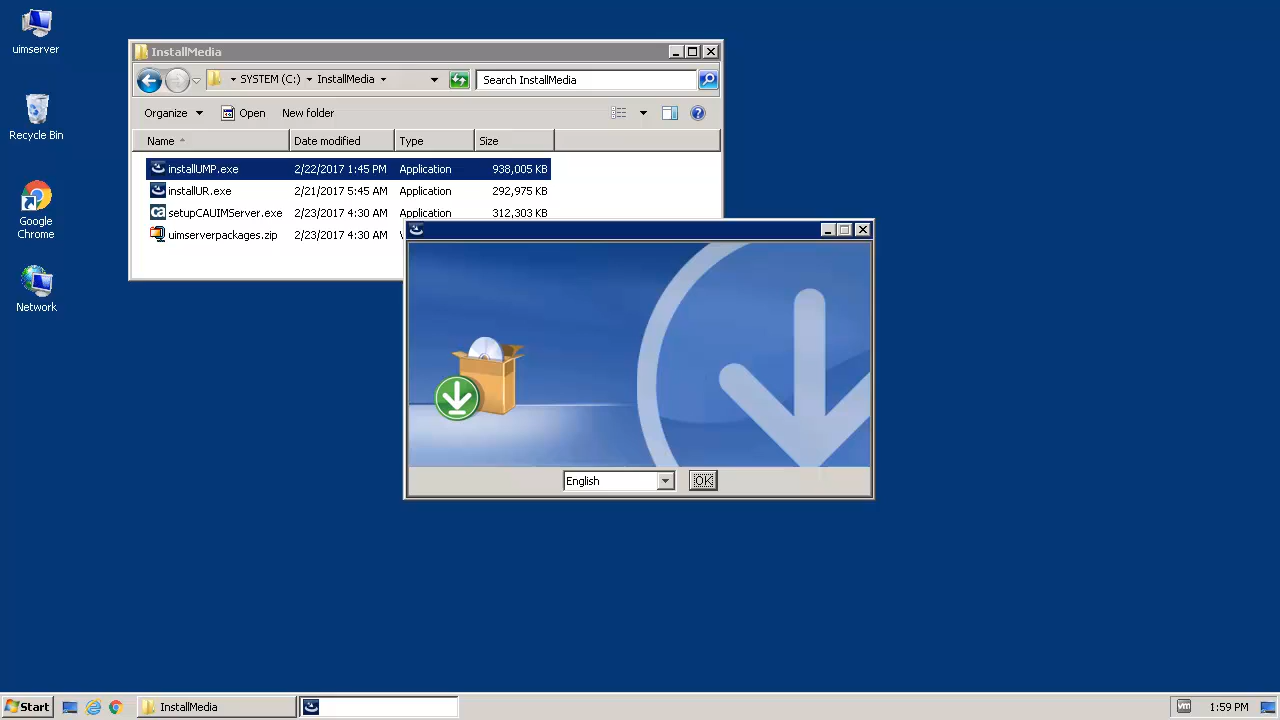 uimserver
Recycle Bin
Google
Chrome
Network
InstallMedia
SYSTEM (C:) InstallMedia
Search InstallMedia
Organize Open New folder
Name Date modified Type Size
installUMP.exe 2/22/2017 1:45 PM Application 938,005 KB
installUR.exe 2/21/2017 5:45 AM Application 292,975 KB
setupCAUIMServer.exe 2/23/2017 4:30 AM Application 312,303 KB
uimserverpackages.zip 2/23/2017 4:30 AM
English OK
Start InstallMedia 1:59 PM